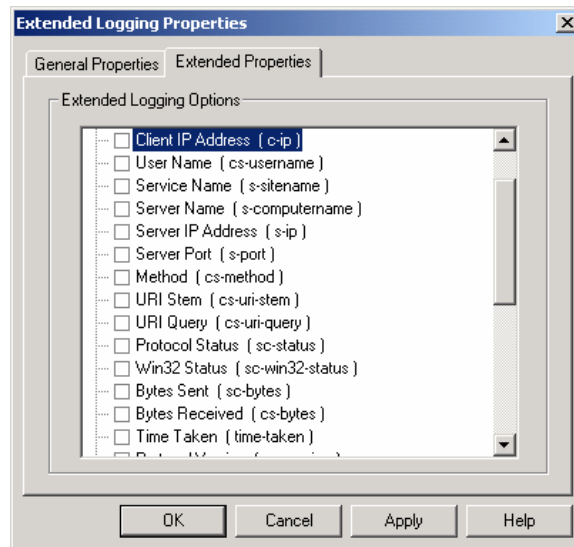 Extended Logging Properties
General Properties Extended Properties
Extended Logging Options
Client IP Address ( c-ip )
User Name ( cs-username )
Service Name ( s-sitename )
Server Name ( s-computername )
Server IP Address ( s-ip )
Server Port ( s-port )
Method ( cs-method )
URI Stem ( cs-uri-stem )
URI Query ( cs-uri-query )
Protocol Status ( sc-status )
Win32 Status ( sc-win32-status )
Bytes Sent ( sc-bytes )
Bytes Received ( cs-bytes )
Time Taken ( time-taken )
OK Cancel Apply Help